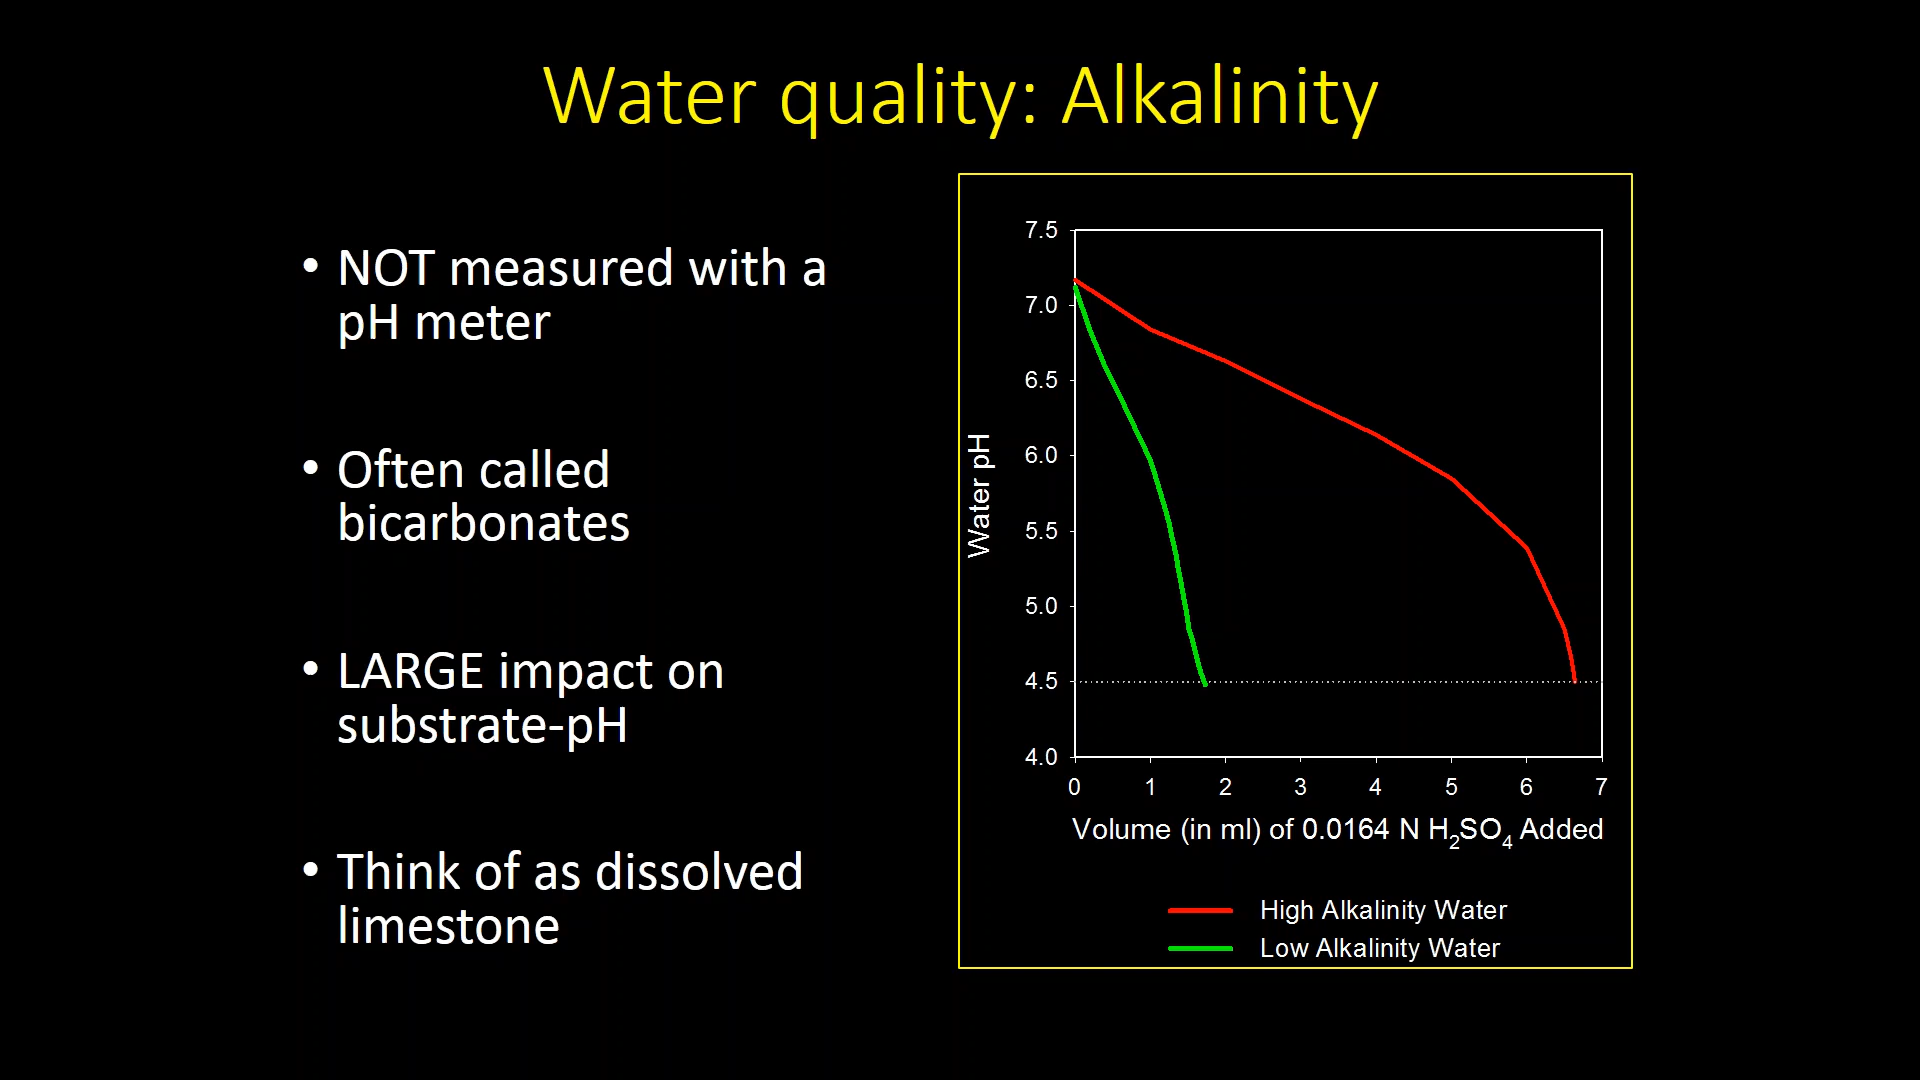 Water quality: Alkalinity
• NOT measured with a
pH meter
• Often called
bicarbonates
• LARGE impact on
substrate-pH
• Think of as dissolved
limestone
7.5
7.0
6.5
6.0
5.5
5.0
4.5
4.0
Water pH
0 1 2 3 4 5 6 7
Volume (in ml) of 0.0164 N H₂SO₄ Added
High Alkalinity Water
Low Alkalinity Water